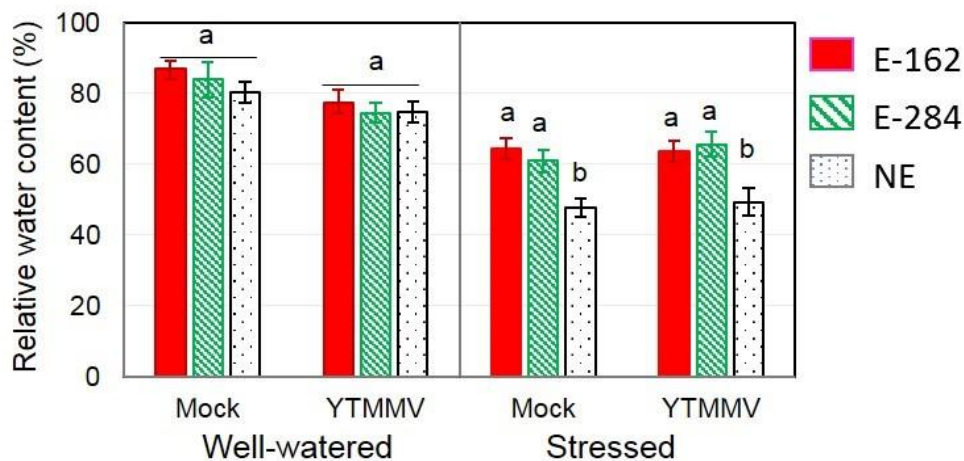 Relative water content (%)
100
80
60
40
20
0
a
a
a
a
b
a
a
b
Mock
YTMMV
Mock
YTMMV
Well-watered
Stressed
E-162
E-284
NE